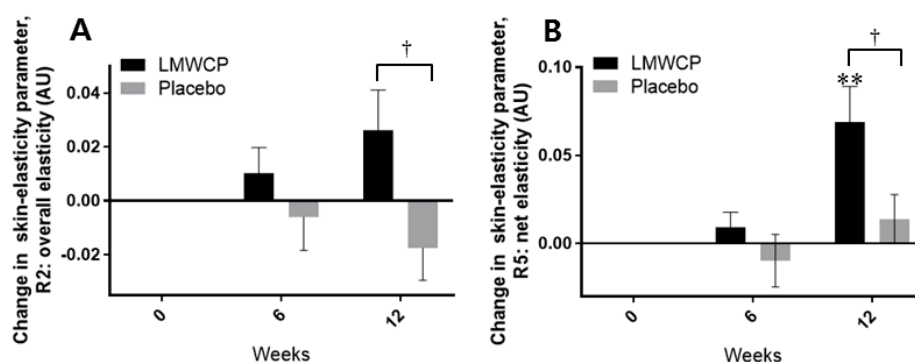 A
Change in skin-elasticity parameter,
R2: overall elasticity (AU)
LMWCP
Placebo
†
0.04
0.02
0.00
-0.02
0
6
12
Weeks
B
Change in skin-elasticity parameter,
R5: net elasticity (AU)
LMWCP
Placebo
†
**
0.10
0.05
0.00
0
6
12
Weeks